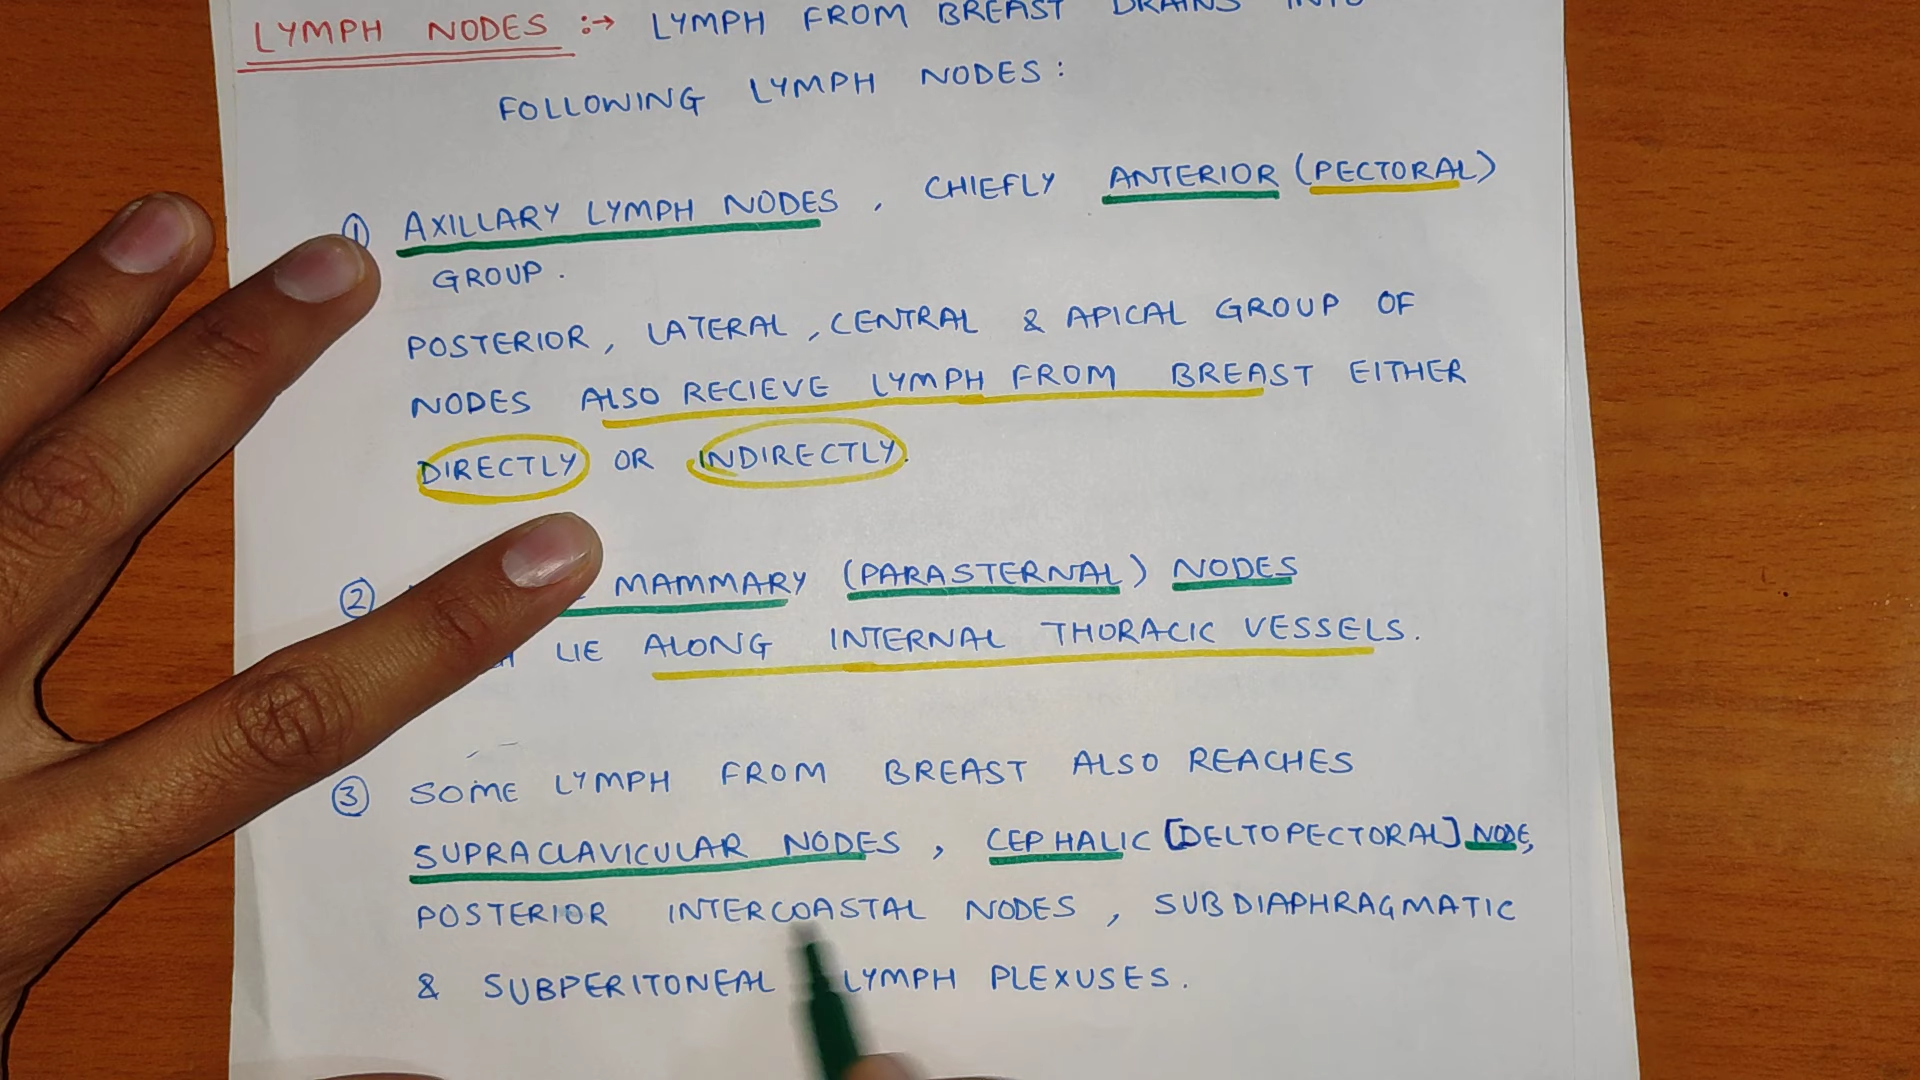 LYMPH NODES :→ LYMPH FROM BREAST DRAINS INTO
FOLLOWING LYMPH NODES :
① AXILLARY LYMPH NODES , CHIEFLY ANTERIOR (PECTORAL)
GROUP .
POSTERIOR , LATERAL , CENTRAL & APICAL GROUP OF
NODES ALSO RECIEVE LYMPH FROM BREAST EITHER
DIRECTLY OR INDIRECTLY.
② MAMMARY (PARASTERNAL) NODES
LIE ALONG INTERNAL THORACIC VESSELS.
③ SOME LYMPH FROM BREAST ALSO REACHES
SUPRACLAVICULAR NODES , CEPHALIC [DELTOPECTORAL] NODE,
POSTERIOR INTERCOASTAL NODES , SUBDIAPHRAGMATIC
& SUBPERITONEAL LYMPH PLEXUSES.